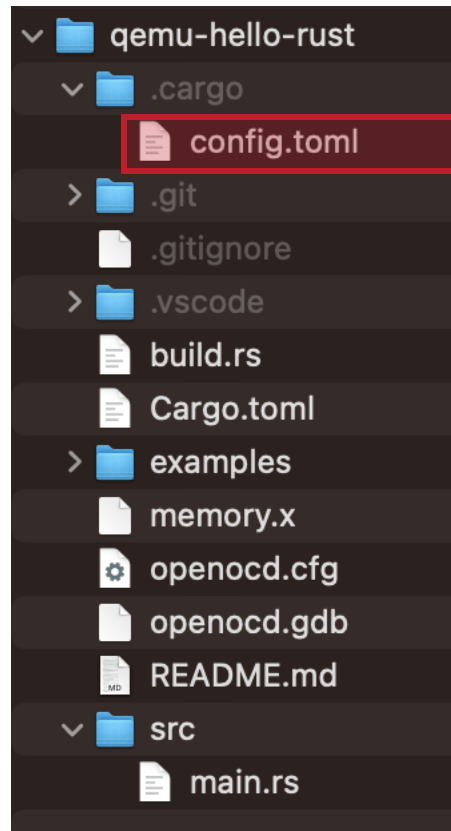 qemu-hello-rust
.cargo
config.toml
.git
.gitignore
.vscode
build.rs
Cargo.toml
examples
memory.x
openocd.cfg
openocd.gdb
MD
README.md
src
main.rs